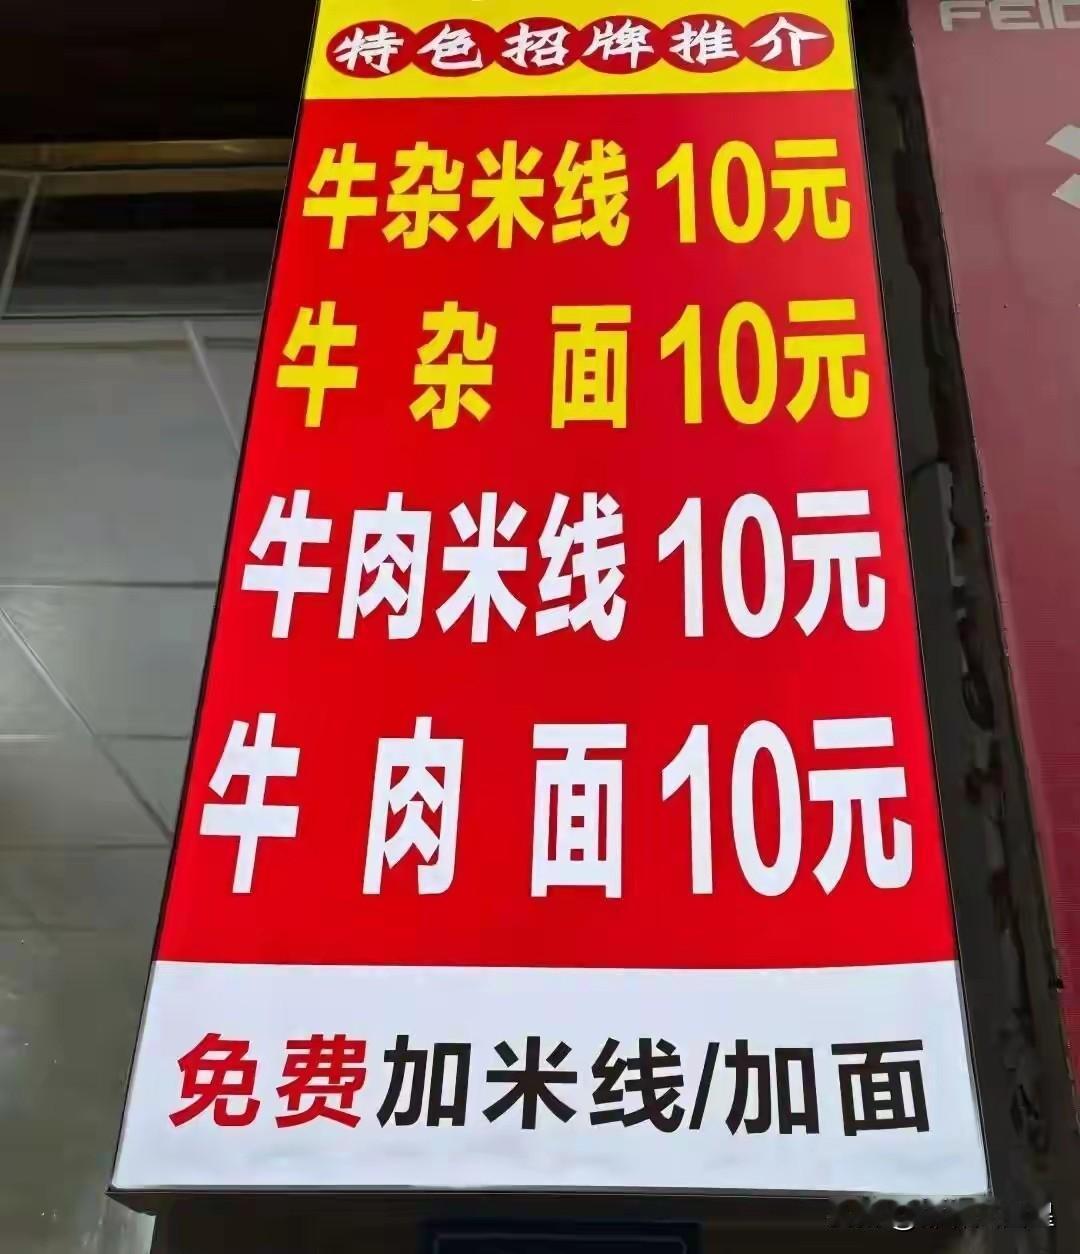 特色招牌推介
牛杂米线 10元
牛杂面 10元
牛肉米线 10元
牛肉面 10元
免费加米线/加面